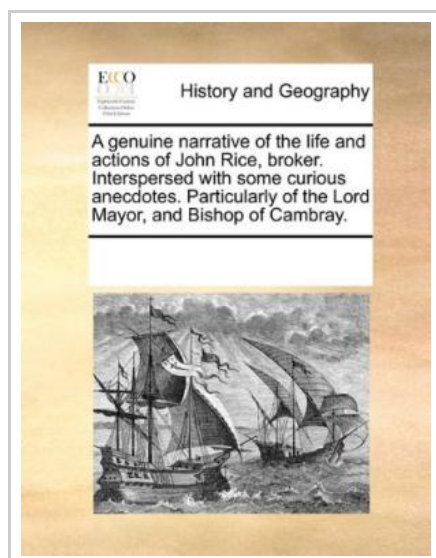 ECCO
History and Geography
A genuine narrative of the life and
actions of John Rice, broker.
Interspersed with some curious
anecdotes. Particularly of the Lord
Mayor, and Bishop of Cambray.